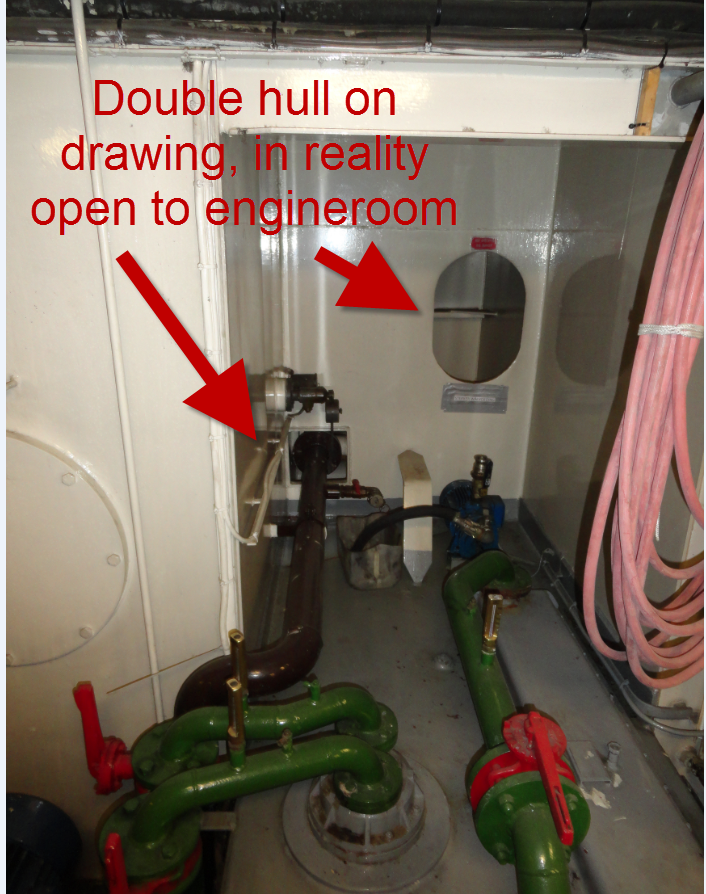 Double hull on
drawing, in reality
open to engineroom